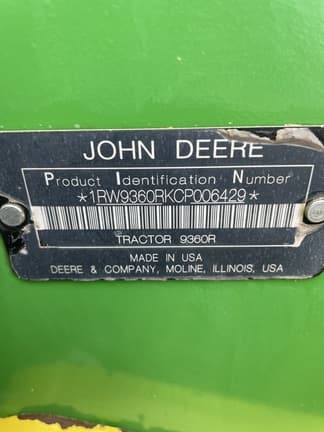 JOHN DEERE
Product Identification Number
*1RW9360RKCP006429*
TRACTOR 9360R
MADE IN USA
DEERE & COMPANY, MOLINE, ILLINOIS, USA